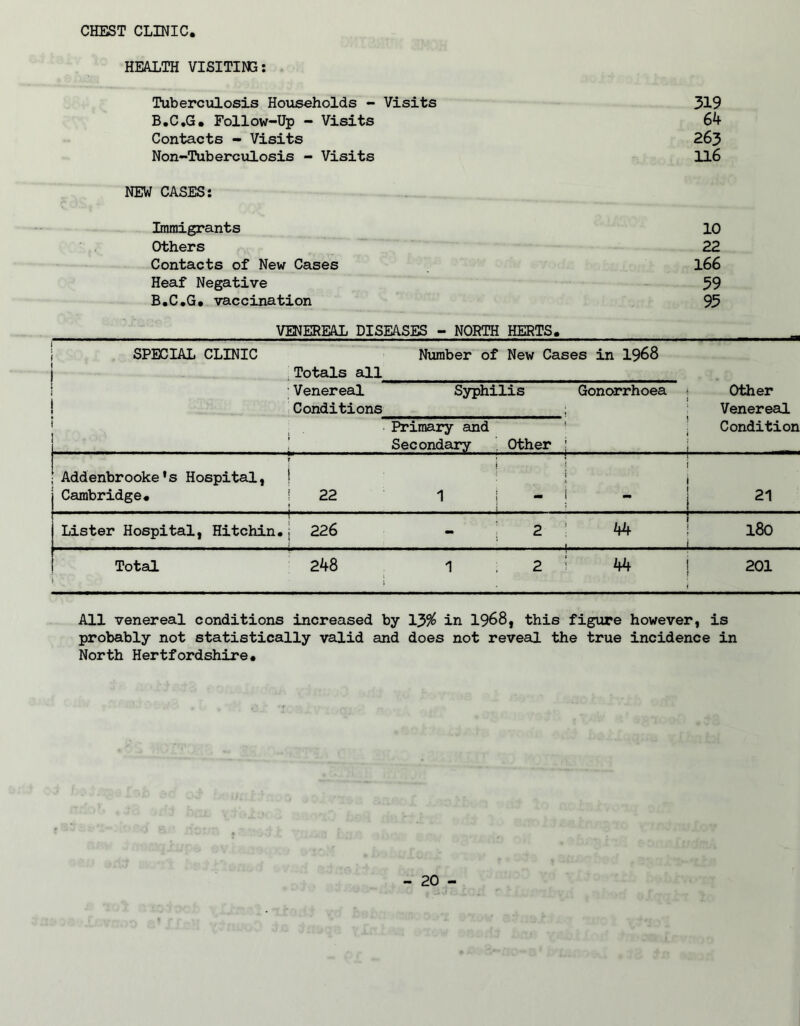 CHEST CLINIC.
HEALTH VISITING:
Tuberculosis Households - Visits 319
B.C.G. Follow-Up - Visits 64
Contacts - Visits 263
Non-Tuberculosis - Visits 116
NEW CASES:
Immigrants 10
Others 22
Contacts of New Cases 166
Heaf Negative 59
B.C.G. vaccination 95
VENEREAL DISEASES - NORTH HERTS.
SPECIAL CLINIC Number of New Cases in 1968
Totals all
Venereal Syphilis Gonorrhoea Other
Conditions Venereal
Primary and Condition
Secondary Other
Addenbrooke's Hospital,
Cambridge. 22 1 - - 21
Lister Hospital, Hitchin. 226 - 2 44 180
Total 248 1 2 44 201
All venereal conditions increased by 13% in 1968, this figure however, is
probably not statistically valid and does not reveal the true incidence in
North Hertfordshire.
- 20 -